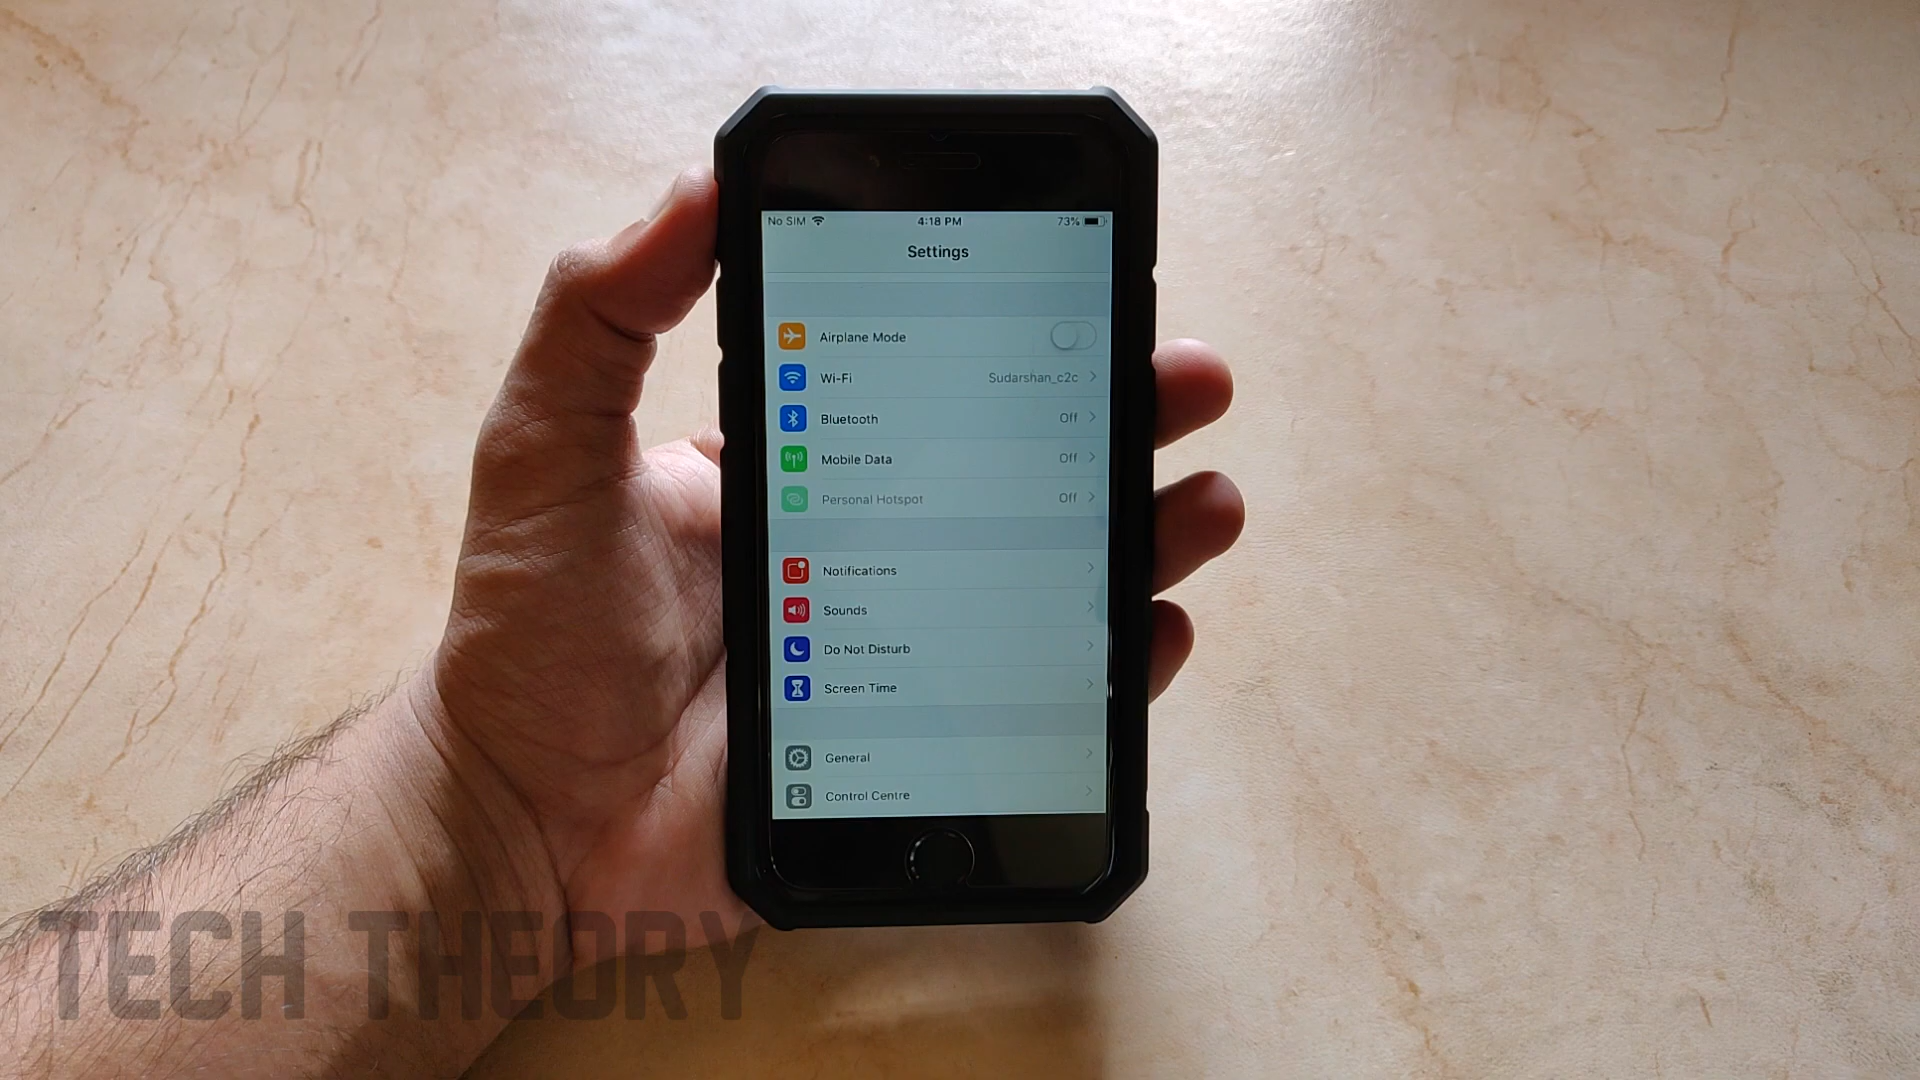 No SIM 4:18 PM 73%
Settings
Airplane Mode
Wi-Fi Sudarshan_c2c
Bluetooth Off
Mobile Data Off
Personal Hotspot Off
Notifications
Sounds
Do Not Disturb
Screen Time
General
Control Centre
TECH THEORY